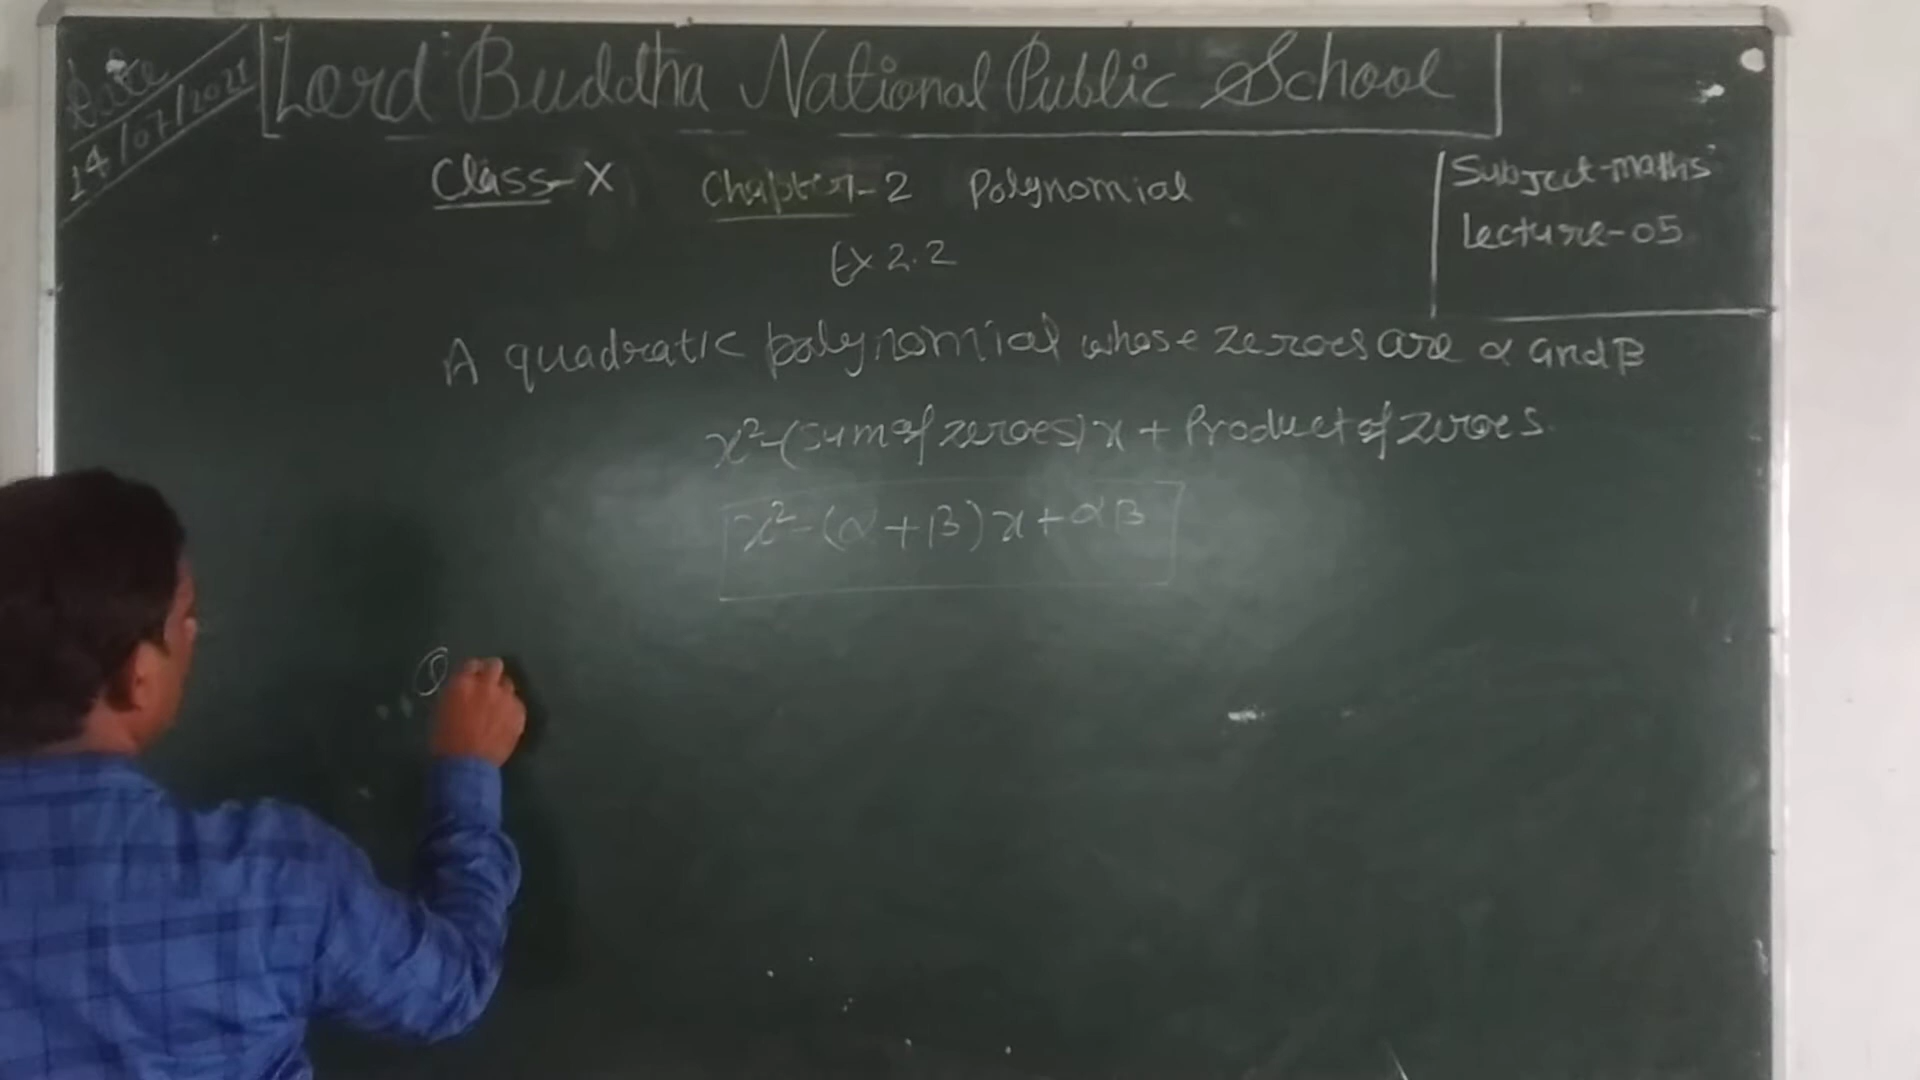 Date
14/07/2021
Lord Buddha National Public School
Class-X Chapter-2 Polynomial
Subject-maths
Lecture-05
Ex 2.2
A quadratic polynomial whose zeroes are α and β
x²-(sum of zeroes)x + Product of zeroes
x²-(α+β)x+αβ